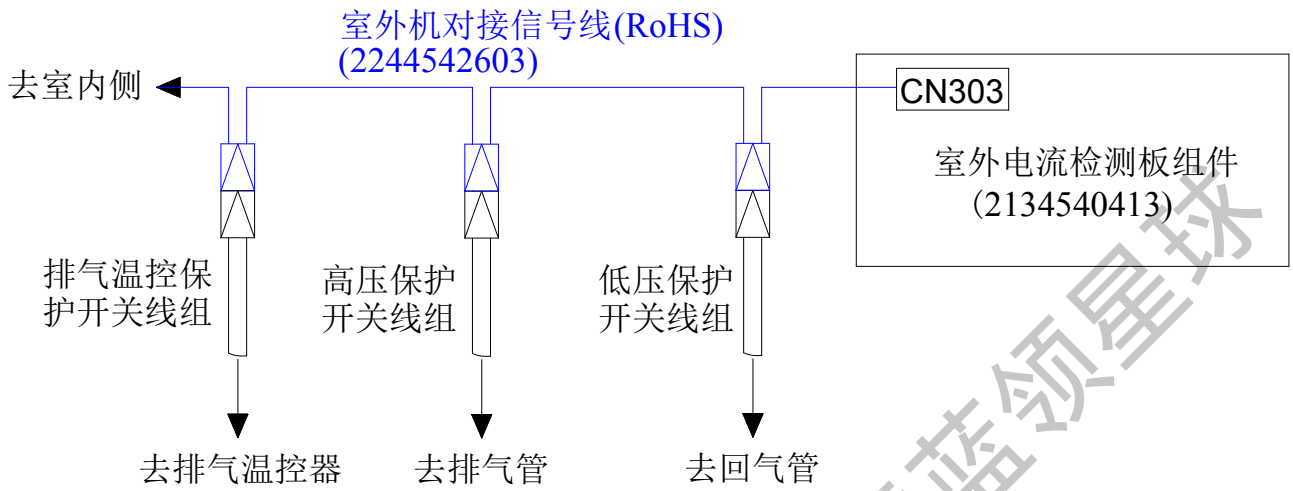 室外机对接信号线(RoHS)
(2244542603)
去室内侧
CN303
室外电流检测板组件
（2134540413)
排气温控保
护开关线组
高压保护
开关线组
低压保护
开关线组
去排气温控器
去排气管
去回气管
蓝领星球